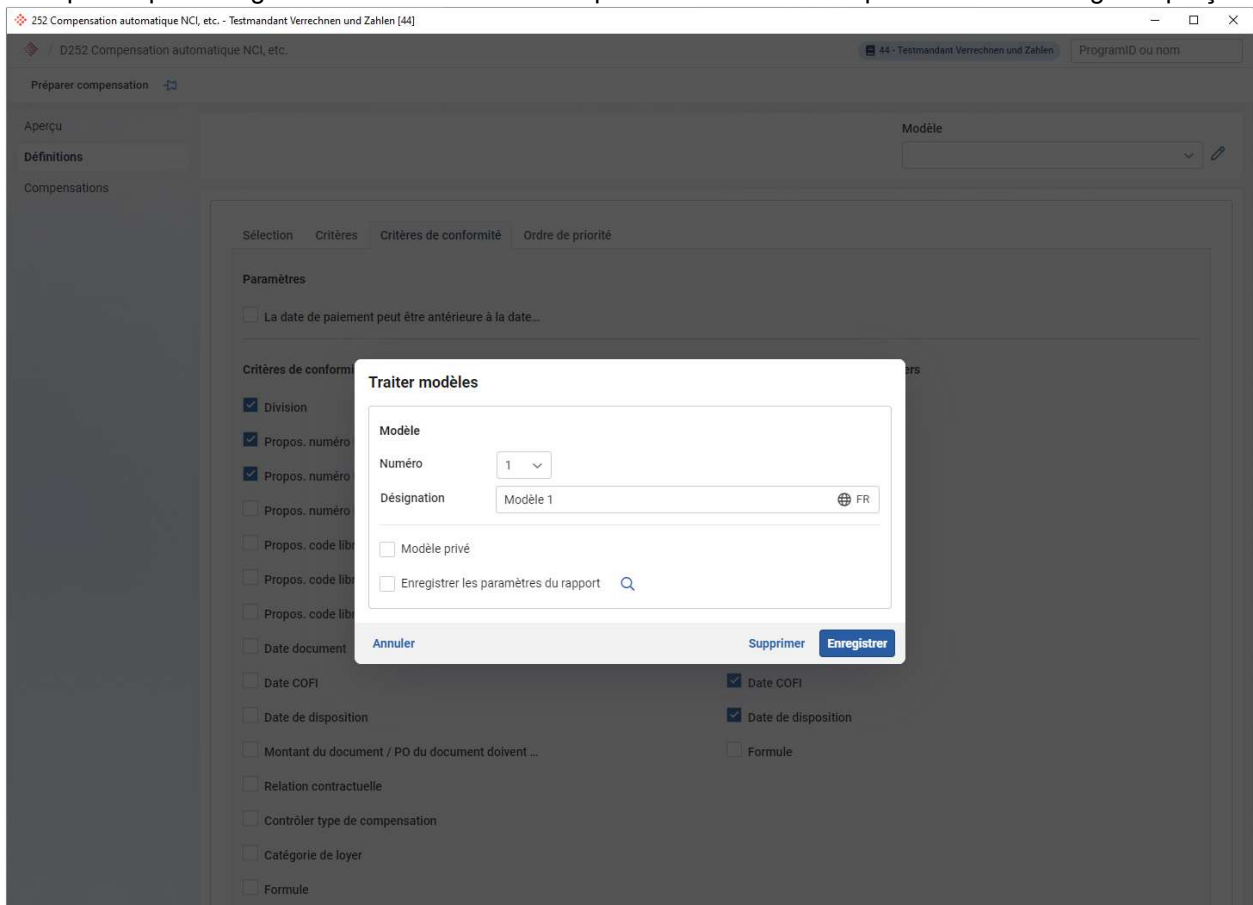 252 Compensation automatique NCI, etc. - Testmandant Verrechnen und Zahlen [44]
/ D252 Compensation automatique NCI, etc.
44 - Testmandant Verrechnen und Zahlen
ProgramID ou nom
Préparer compensation
Aperçu
Définitions
Compensations
Modèle
Sélection Critères Critères de conformité Ordre de priorité
Paramètres
La date de paiement peut être antérieure à la date...
Critères de conformi
ers
Division
Propos. numéro
Propos. numéro
Propos. numéro
Propos. code libr
Propos. code libr
Propos. code libr
Date document
Date COFI
Date COFI
Date de disposition
Date de disposition
Montant du document / PO du document doivent ...
Formule
Relation contractuelle
Contrôler type de compensation
Catégorie de loyer
Formule
Traiter modèles
Modèle
Numéro 1
Désignation Modèle 1 FR
Modèle privé
Enregistrer les paramètres du rapport
Annuler Supprimer Enregistrer